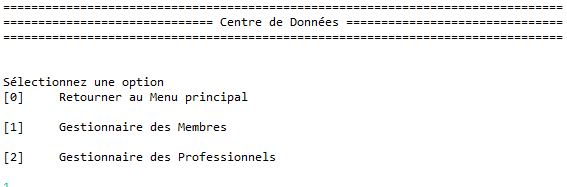 ================================================================================
============================== Centre de Données ===============================
================================================================================
Sélectionnez une option
[0] Retourner au Menu principal
[1] Gestionnaire des Membres
[2] Gestionnaire des Professionnels
1